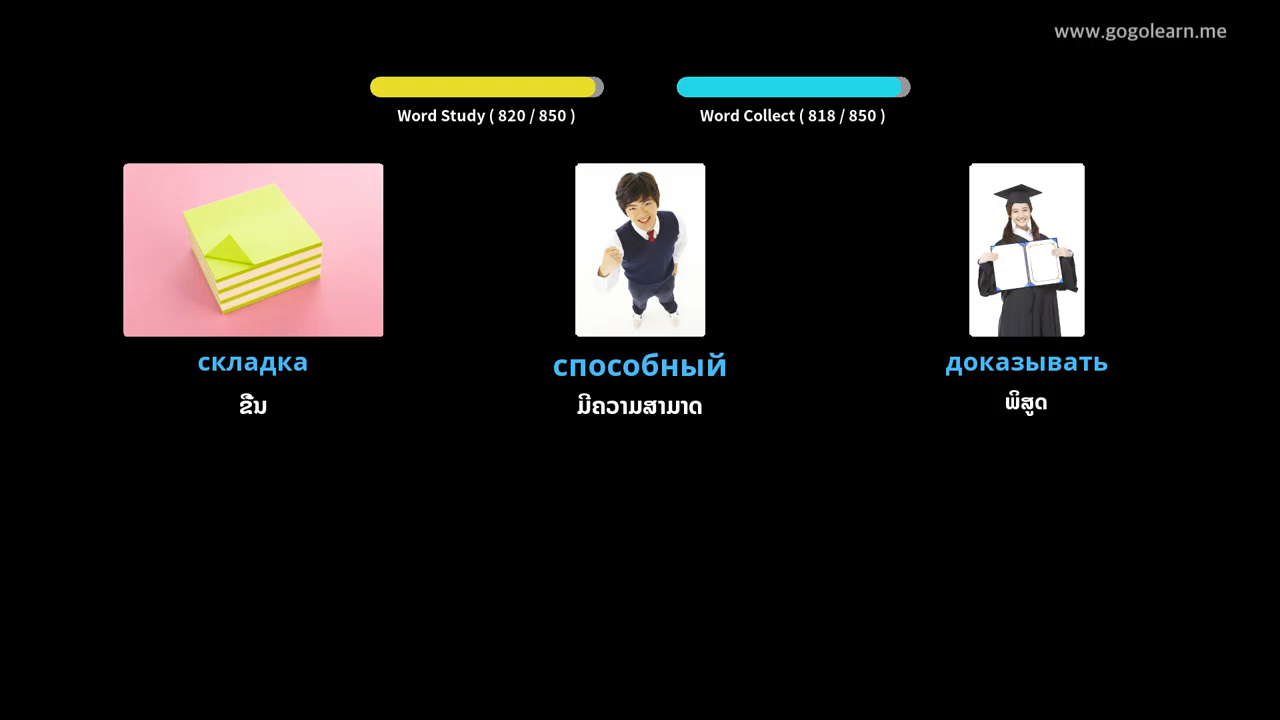 www.gogolearn.me
Word Study ( 820 / 850 )
Word Collect ( 818 / 850 )
складка
ຂື້ນ
способный
ມີຄວາມສາມາດ
доказывать
ພິສູດ